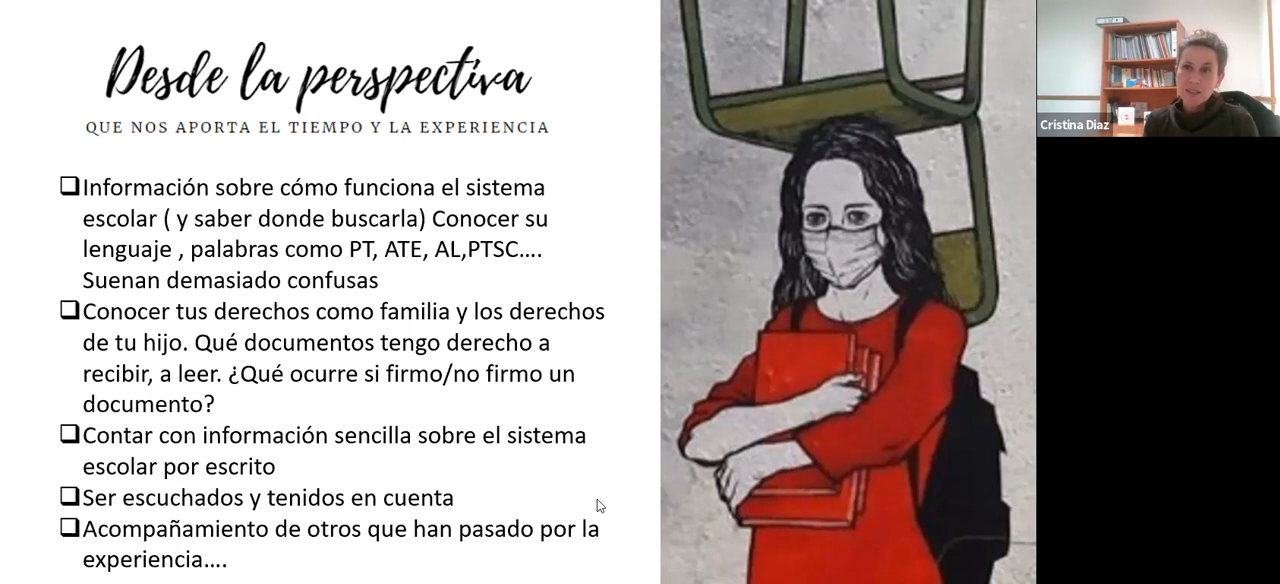 Desde la perspectiva
QUE NOS APORTA EL TIEMPO Y LA EXPERIENCIA
❑Información sobre cómo funciona el sistema
escolar ( y saber donde buscarla) Conocer su
lenguaje , palabras como PT, ATE, AL,PTSC....
Suenan demasiado confusas
❑Conocer tus derechos como familia y los derechos
de tu hijo. Qué documentos tengo derecho a
recibir, a leer. ¿Qué ocurre si firmo/no firmo un
documento?
❑Contar con información sencilla sobre el sistema
escolar por escrito
❑Ser escuchados y tenidos en cuenta
❑Acompañamiento de otros que han pasado por la
experiencia....
Cristina Diaz